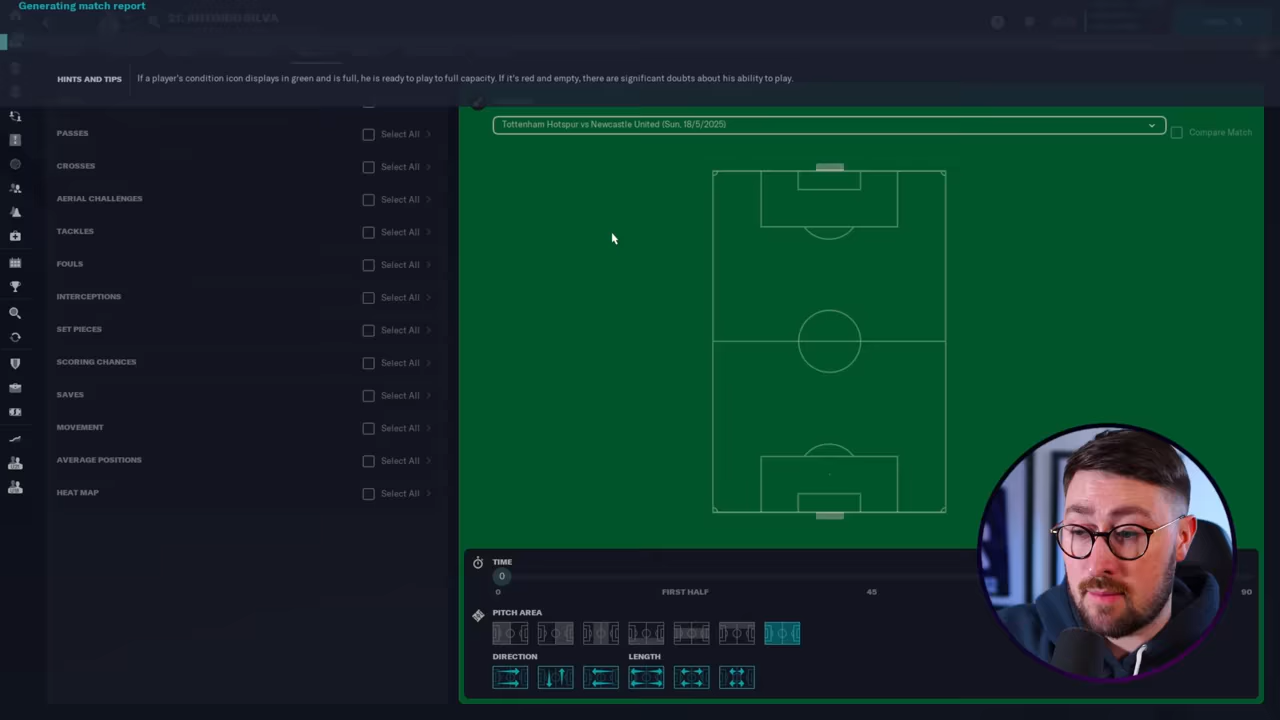 Generating match report
21. ANTÓNIO SILVA
HINTS AND TIPS
If a player's condition icon displays in green and is full, he is ready to play to full capacity. If it's red and empty, there are significant doubts about his ability to play.
Tottenham Hotspur vs Newcastle United (Sun, 18/5/2025)
Compare Match
PASSES
Select All
CROSSES
Select All
AERIAL CHALLENGES
Select All
TACKLES
Select All
FOULS
Select All
INTERCEPTIONS
Select All
SET PIECES
Select All
SCORING CHANCES
Select All
SAVES
Select All
MOVEMENT
Select All
AVERAGE POSITIONS
Select All
HEAT MAP
Select All
TIME
0
0
FIRST HALF
45
90
PITCH AREA
DIRECTION
LENGTH